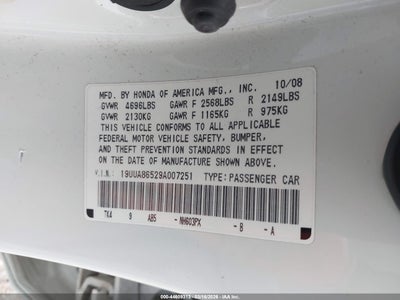 MFD. BY HONDA OF AMERICA MFG., INC. 10/08
GVWR 4696LBS GAWR F 2568LBS R 2149LBS
GVWR 2130KG GAWR F 1165KG R 975KG
THIS VEHICLE CONFORMS TO ALL APPLICABLE
FEDERAL MOTOR VEHICLE SAFETY, BUMPER,
AND THEFT PREVENTION STANDARDS IN EFFECT
ON THE DATE OF MANUFACTURE SHOWN ABOVE.
V.I.N.: 19UUA86529A007251 TYPE: PASSENGER CAR
TK4 9 AB5 -NH603PX -B -A